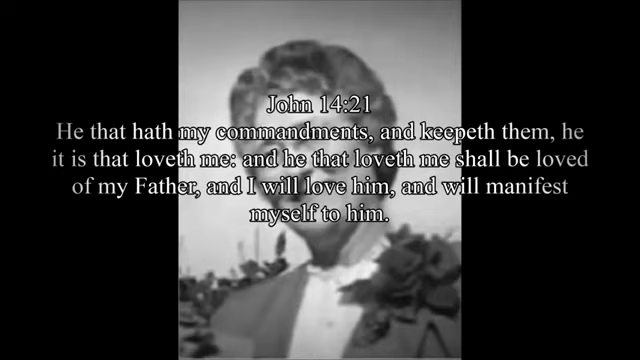 John 14:21
He that hath my commandments, and keepeth them, he
it is that loveth me: and he that loveth me shall be loved
of my Father, and I will love him, and will manifest
myself to him.